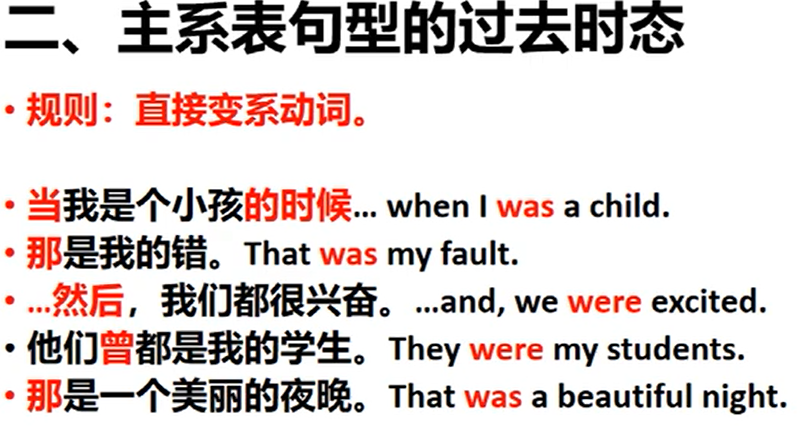 二、主系表句型的过去时态
• 规则：直接变系动词。
• 当我是个小孩的时候… when I was a child.
• 那是我的错。That was my fault.
• …然后，我们都很兴奋。…and, we were excited.
• 他们曾都是我的学生。They were my students.
• 那是一个美丽的夜晚。That was a beautiful night.